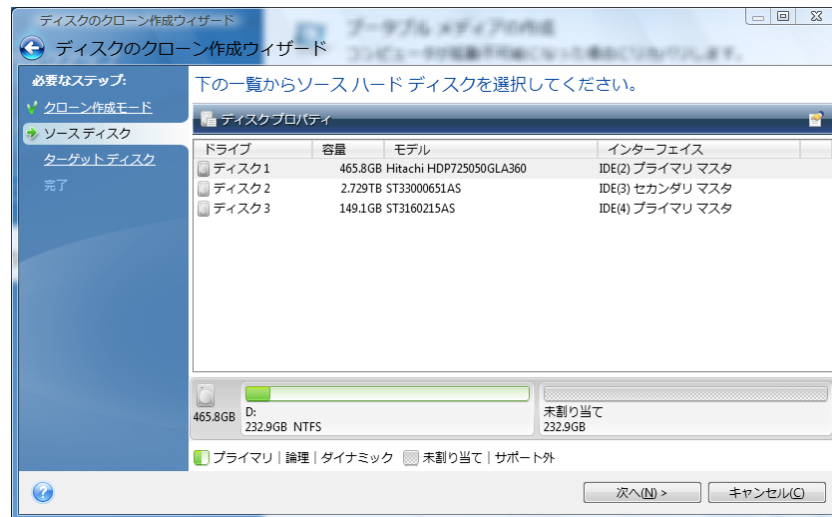 ディスクのクローン作成ウィザード
ブータブル メディアの作成
ディスクのクローン作成ウィザード
必要なステップ:
クローン作成モード
ソース ディスク
ターゲット ディスク
完了
下の一覧からソース ハード ディスクを選択してください。
ディスク プロパティ
ドライブ 容量 モデル インターフェイス
ディスク 1 465.8GB Hitachi HDP725050GLA360 IDE(2) プライマリ マスタ
ディスク 2 2.729TB ST33000651AS IDE(3) セカンダリ マスタ
ディスク 3 149.1GB ST3160215AS IDE(4) プライマリ マスタ
465.8GB
D:
232.9GB NTFS
未割り当て
232.9GB
プライマリ | 論理 | ダイナミック 未割り当て | サポート外
次へ(N) > キャンセル(C)